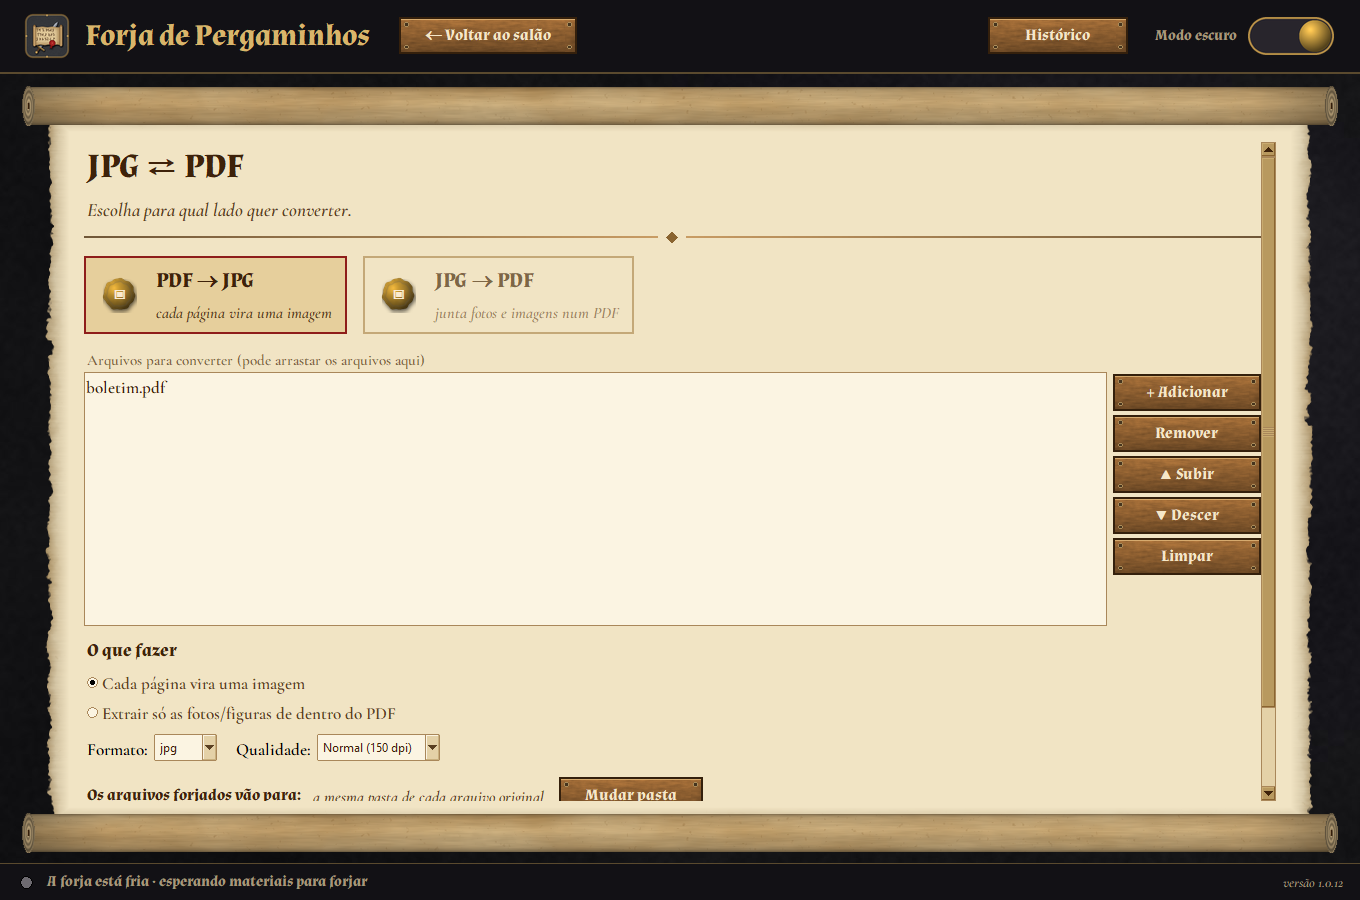 Forja de Pergaminhos
← Voltar ao salão
Histórico
Modo escuro
JPG ⇄ PDF
Escolha para qual lado quer converter.
PDF → JPG
cada página vira uma imagem
JPG → PDF
junta fotos e imagens num PDF
Arquivos para converter (pode arrastar os arquivos aqui)
boletim.pdf
+ Adicionar
Remover
▲ Subir
▼ Descer
Limpar
O que fazer
Cada página vira uma imagem
Extrair só as fotos/figuras de dentro do PDF
Formato: jpg Qualidade: Normal (150 dpi)
Os arquivos forjados vão para: a mesma pasta de cada arquivo original Mudar pasta
A forja está fria · esperando materiais para forjar
versão 1.0.12